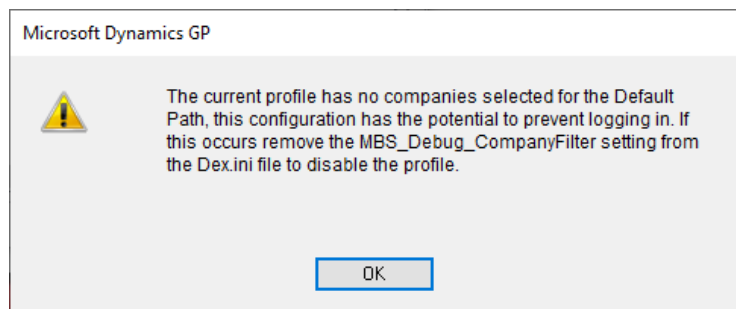 Microsoft Dynamics GP
The current profile has no companies selected for the Default
Path, this configuration has the potential to prevent logging in. If
this occurs remove the MBS_Debug_CompanyFilter setting from
the Dex.ini file to disable the profile.
OK